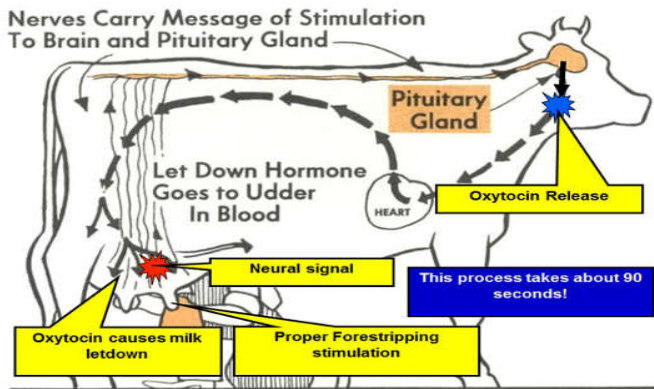 Nerves Carry Message of Stimulation
To Brain and Pituitary Gland
Pituitary
Gland
Oxytocin Release
Let Down Hormone
Goes to Udder
In Blood
HEART
Neural signal
This process takes about 90
seconds!
Oxytocin causes milk
letdown
Proper Forestripping
stimulation